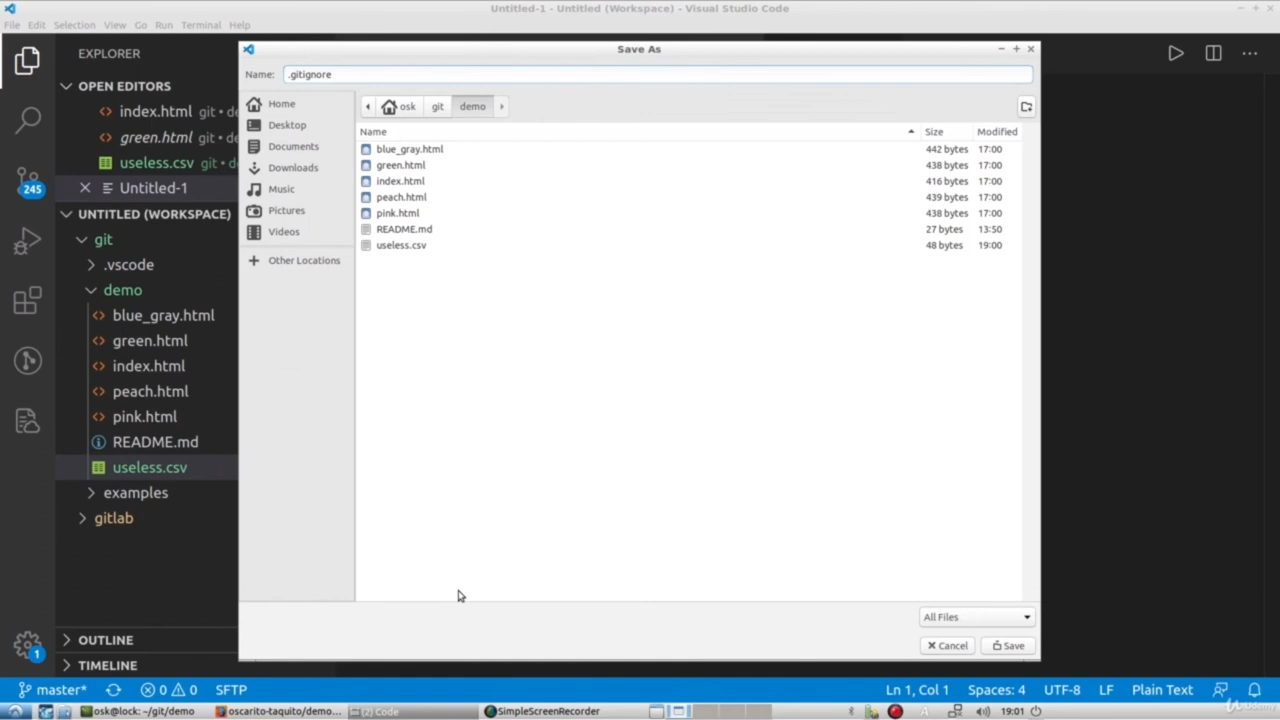 Untitled-1 - Untitled (Workspace) - Visual Studio Code
File Edit Selection View Go Run Terminal Help
EXPLORER
OPEN EDITORS
index.html git • de
green.html git • d
useless.csv git • d
Untitled-1
245
UNTITLED (WORKSPACE)
git
.vscode
demo
blue_gray.html
green.html
index.html
peach.html
pink.html
README.md
useless.csv
examples
gitlab
OUTLINE
TIMELINE
1
Save As
Name: .gitignore
Home
Desktop
Documents
Downloads
Music
Pictures
Videos
Other Locations
osk git demo
Name Size Modified
blue_gray.html 442 bytes 17:00
green.html 438 bytes 17:00
index.html 416 bytes 17:00
peach.html 439 bytes 17:00
pink.html 438 bytes 17:00
README.md 27 bytes 13:50
useless.csv 48 bytes 19:00
All Files
Cancel Save
master* 0 0 SFTP Ln 1, Col 1 Spaces: 4 UTF-8 LF Plain Text
osk@lock: ~/git/demo oscarito-taquito/demo... Code SimpleScreenRecorder 19:01
Udemy